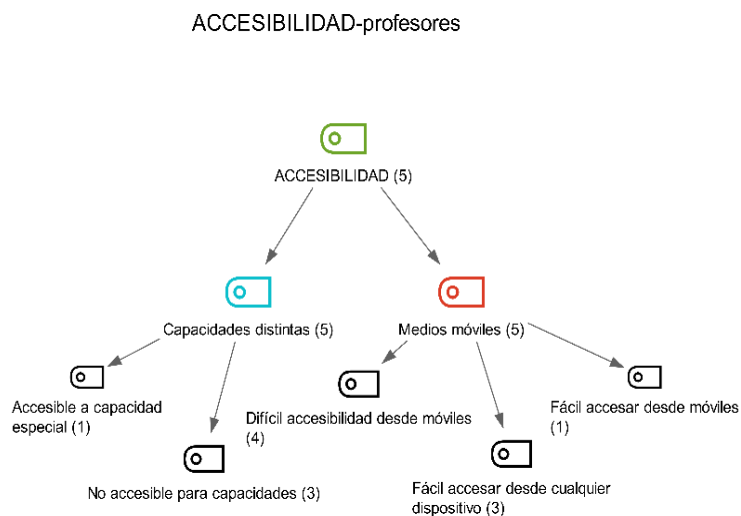 ACCESIBILIDAD-profesores
ACCESIBILIDAD (5)
Capacidades distintas (5)
Medios móviles (5)
Accesible a capacidad
especial (1)
No accesible para capacidades (3)
Difícil accesibilidad desde móviles
(4)
Fácil accesar desde cualquier
dispositivo (3)
Fácil accesar desde móviles
(1)